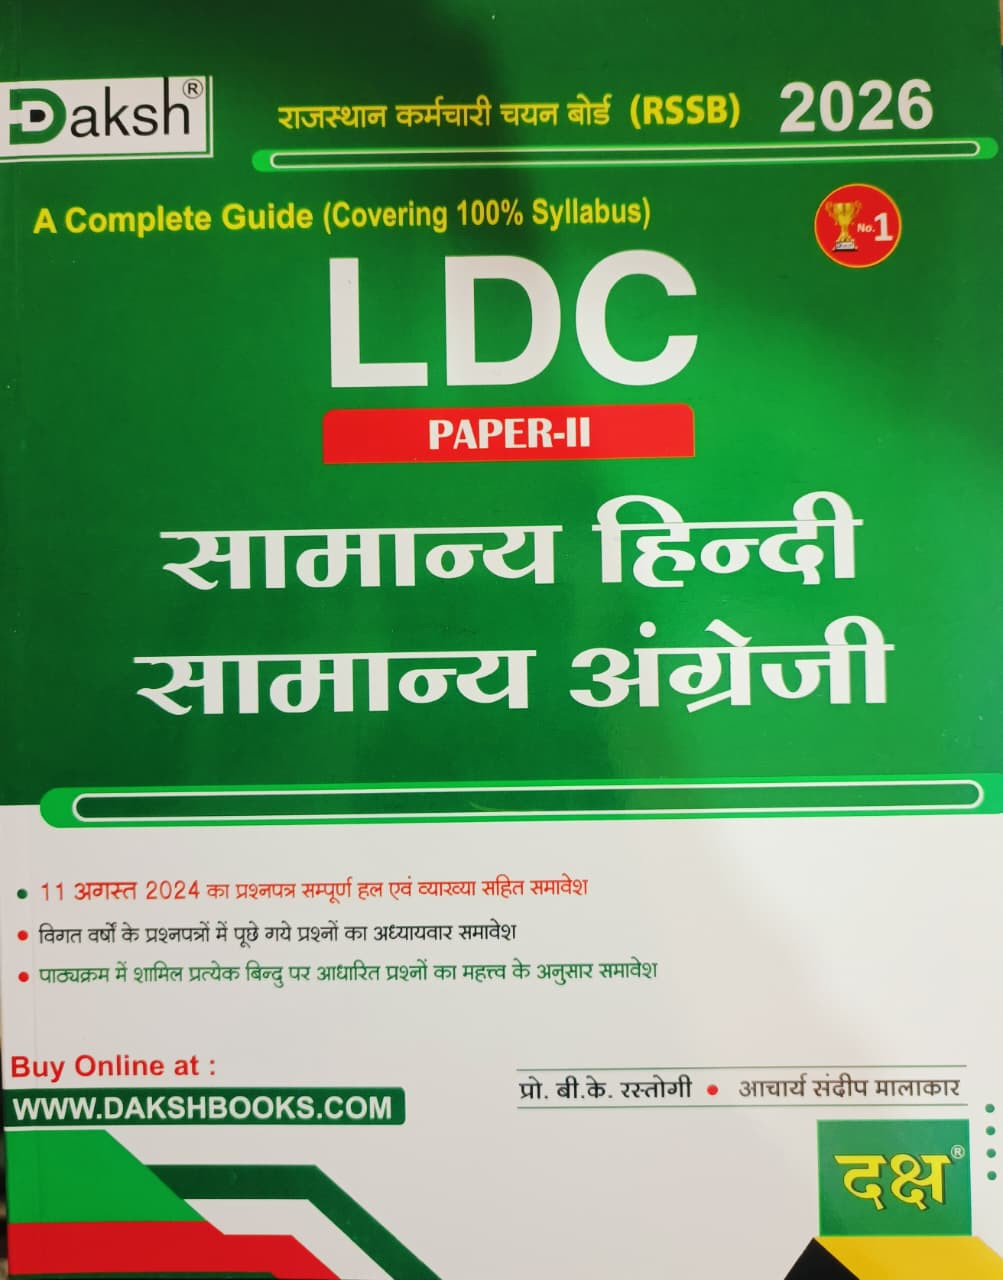 Daksh®
राजस्थान कर्मचारी चयन बोर्ड (RSSB) 2026
A Complete Guide (Covering 100% Syllabus)
No.1
LDC
PAPER-II
सामान्य हिन्दी
सामान्य अंग्रेजी
• 11 अगस्त 2024 का प्रश्नपत्र सम्पूर्ण हल एवं व्याख्या सहित समावेश
• विगत वर्षों के प्रश्नपत्रों में पूछे गये प्रश्नों का अध्यायवार समावेश
• पाठ्यक्रम में शामिल प्रत्येक बिन्दु पर आधारित प्रश्नों का महत्त्व के अनुसार समावेश
Buy Online at :
WWW.DAKSHBOOKS.COM
प्रो. बी.के. रस्तोगी • आचार्य संदीप मालाकार
दक्ष®